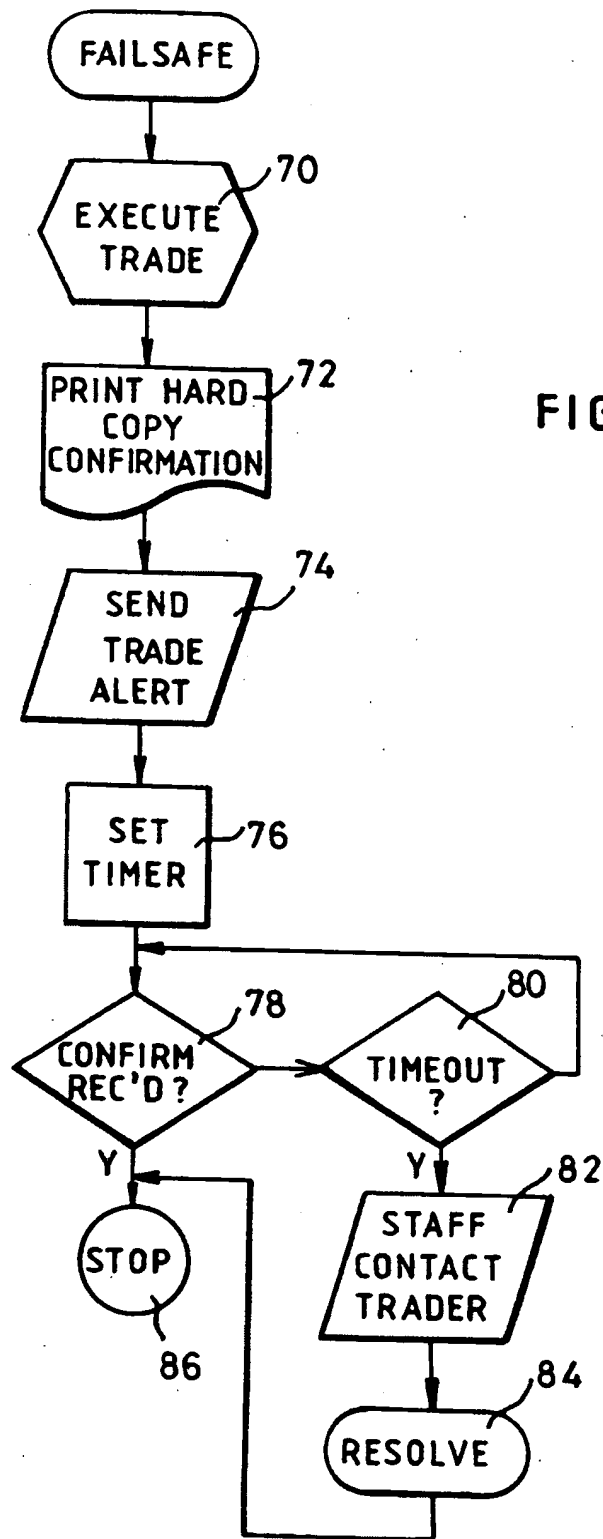 FAILSAFE
70
EXECUTE
TRADE
72
PRINT HARD
COPY
CONFIRMATION
FIG
74
SEND
TRADE
ALERT
76
SET
TIMER
78
CONFIRM
REC'D ?
80
TIMEOUT
?
Y
Y
82
STAFF
CONTACT
TRADER
STOP
86
84
RESOLVE